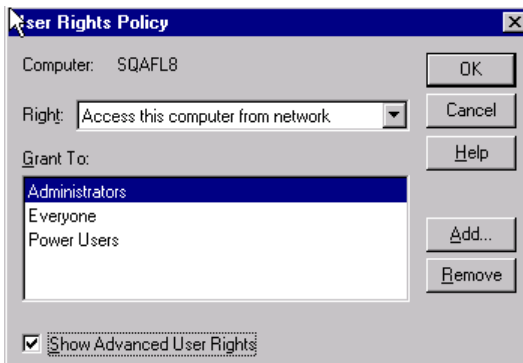 User Rights Policy
Computer: SQAFL8
OK
Right: Access this computer from network
Cancel
Grant To:
Help
Administrators
Everyone
Power Users
Add...
Remove
Show Advanced User Rights